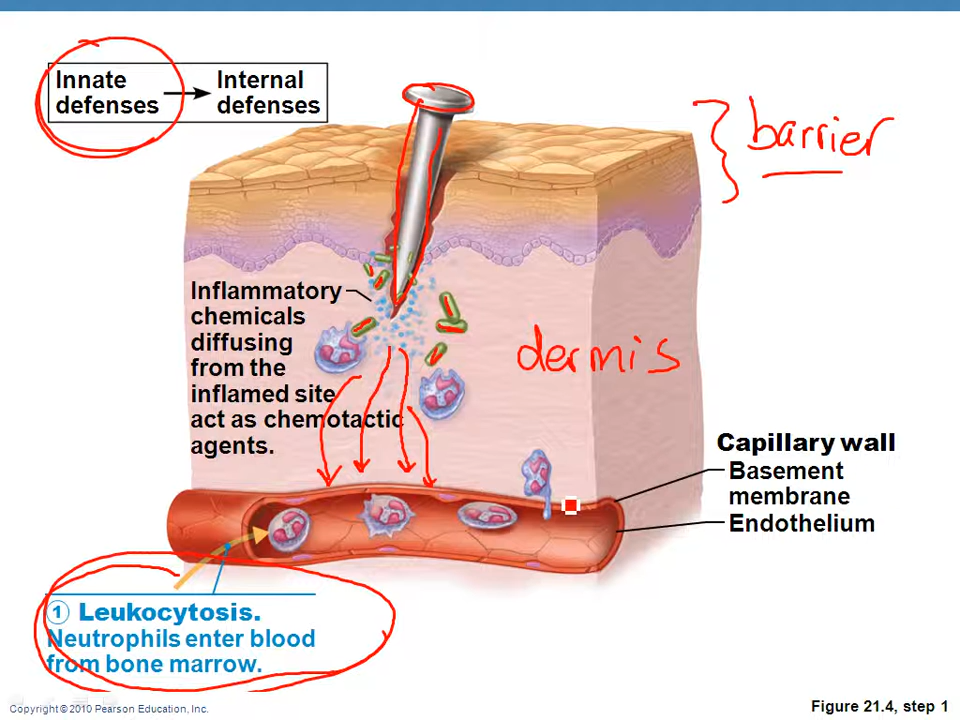 Innate
defenses
Internal
defenses
barrier
Inflammatory
chemicals
diffusing
from the
inflamed site
act as chemotactic
agents.
dermis
Capillary wall
Basement
membrane
Endothelium
1 Leukocytosis.
Neutrophils enter blood
from bone marrow.
Copyright © 2010 Pearson Education, Inc.
Figure 21.4, step 1